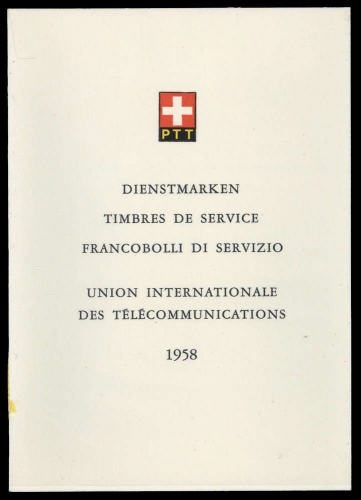 PTT
DIENSTMARKEN
TIMBRES DE SERVICE
FRANCOBOLLI DI SERVIZIO
UNION INTERNATIONALE
DES TÉLÉCOMMUNICATIONS
1958